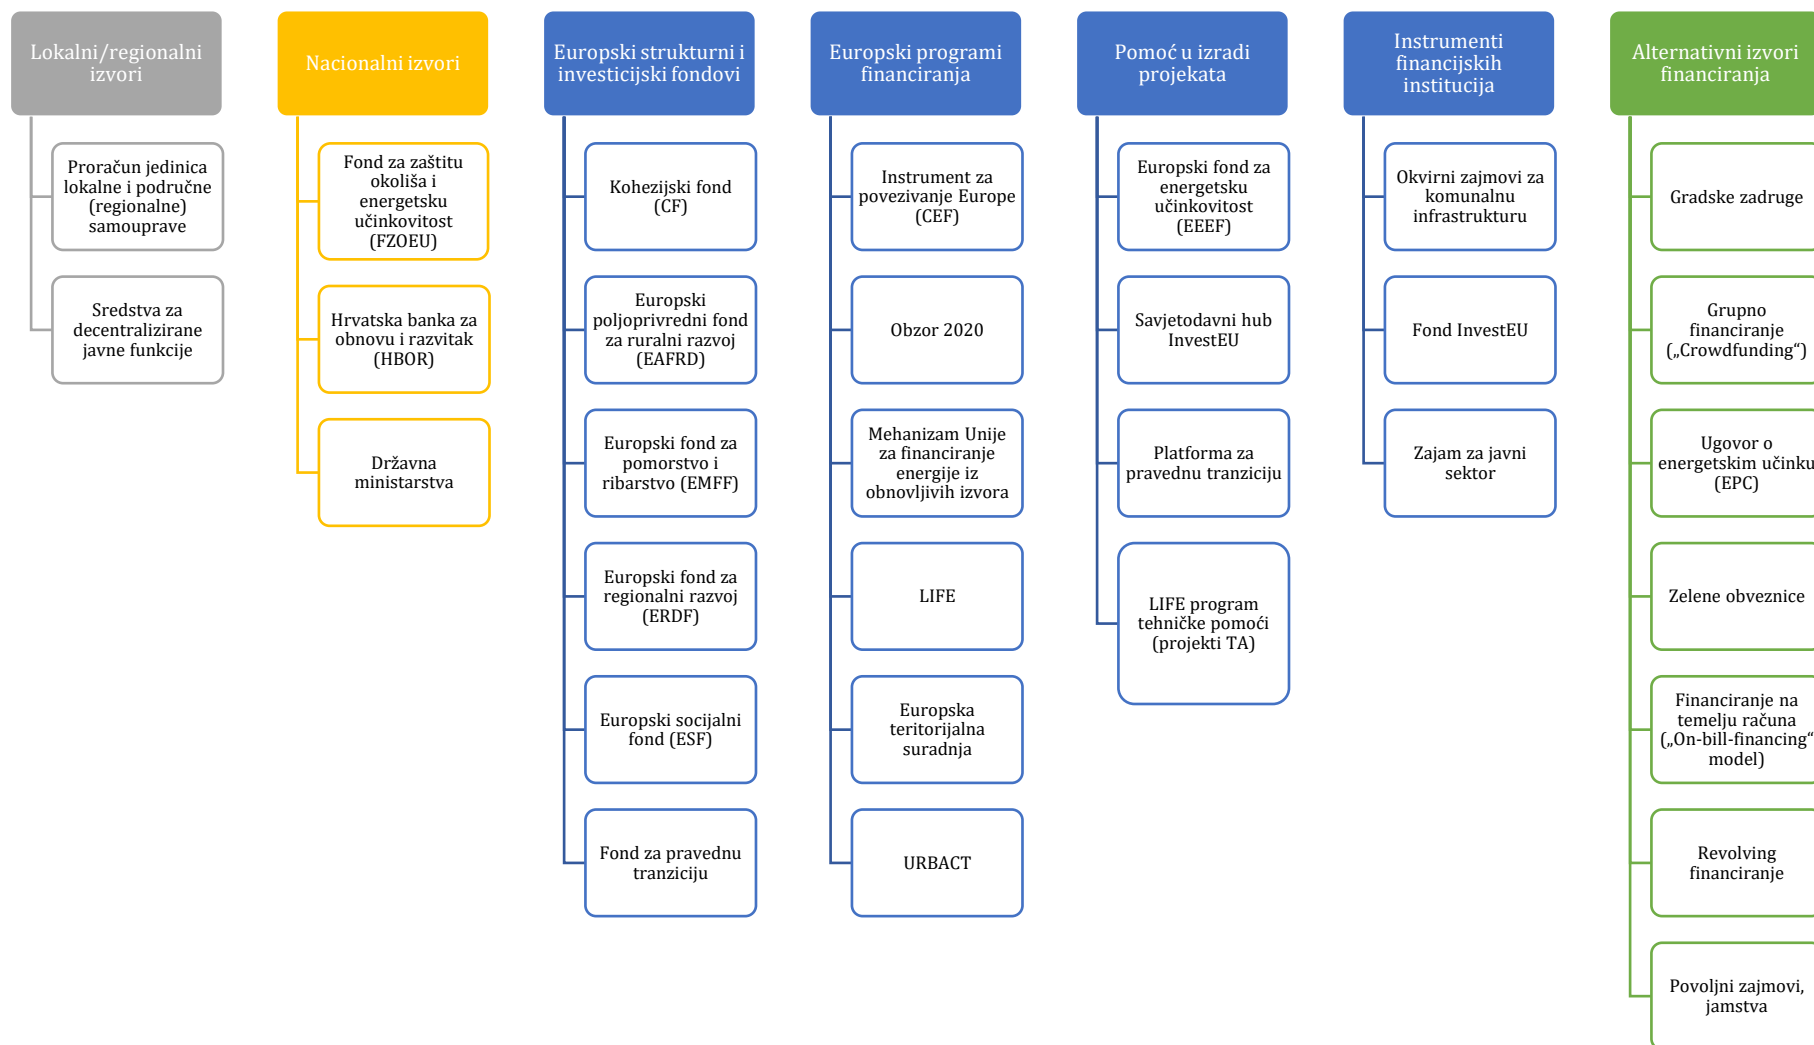 Lokalni/regionalni
izvori
Proračun jedinica
lokalne i područne
(regionalne)
samouprave
Sredstva za
decentralizirane
javne funkcije
Nacionalni izvori
Fond za zaštitu
okoliša i
energetsku
učinkovitost
(FZOEU)
Hrvatska banka za
obnovu i razvitak
(HBOR)
Državna
ministarstva
Europski strukturni i
investicijski fondovi
Kohezijski fond
(CF)
Europski
poljoprivredni fond
za ruralni razvoj
(EAFRD)
Europski fond za
pomorstvo i
ribarstvo (EMFF)
Europski fond za
regionalni razvoj
(ERDF)
Europski socijalni
fond (ESF)
Fond za pravednu
tranziciju
Europski programi
financiranja
Instrument za
povezivanje Europe
(CEF)
Obzor 2020
Mehanizam Unije
za financiranje
energije iz
obnovljivih izvora
LIFE
Europska
teritorijalna
suradnja
URBACT
Pomoć u izradi
projekata
Europski fond za
energetsku
učinkovitost
(EEEF)
Savjetodavni hub
InvestEU
Platforma za
pravednu tranziciju
LIFE program
tehničke pomoći
(projekti TA)
Instrumenti
financijskih
institucija
Okvirni zajmovi za
komunalnu
infrastrukturu
Fond InvestEU
Zajam za javni
sektor
Alternativni izvori
financiranja
Gradske zadruge
Grupno
financiranje
(„Crowdfunding“)
Ugovor o
energetskim učinku
(EPC)
Zelene obveznice
Financiranje na
temelju računa
(„On-bill-financing“
model)
Revolving
financiranje
Povoljni zajmovi,
jamstva